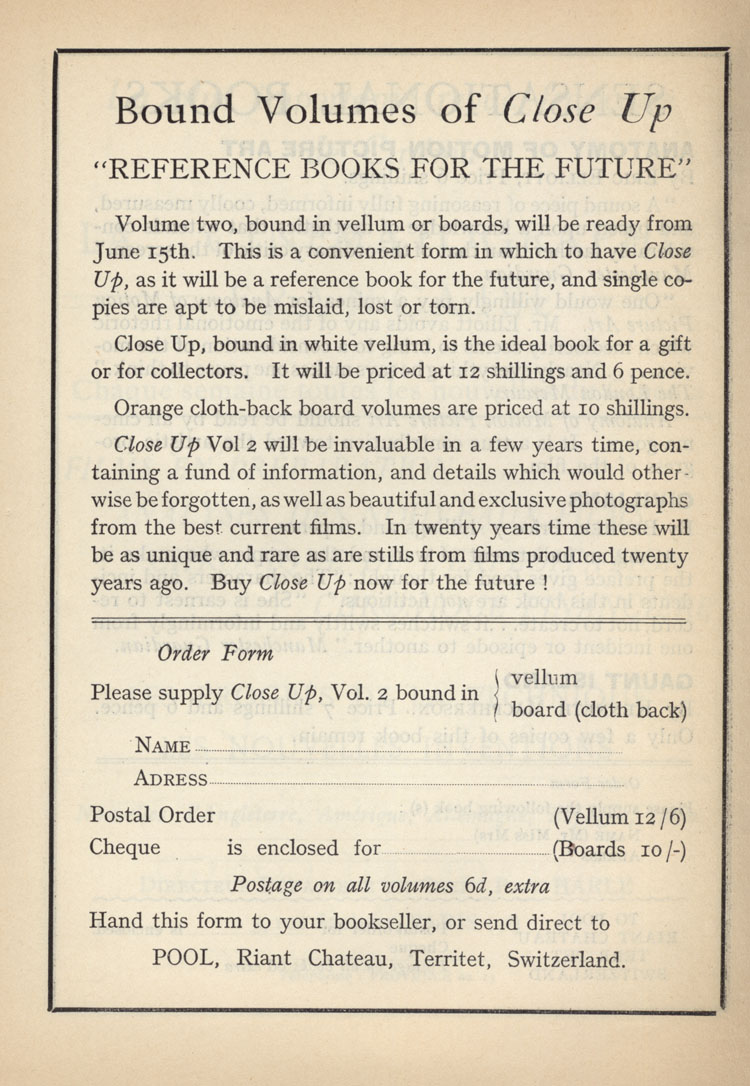 Bound Volumes of Close Up
“REFERENCE BOOKS FOR THE FUTURE”
Volume two, bound in vellum or boards, will be ready from
June 15th. This is a convenient form in which to have Close
Up, as it will be a reference book for the future, and single co-
pies are apt to be mislaid, lost or torn.
Close Up, bound in white vellum, is the ideal book for a gift
or for collectors. It will be priced at 12 shillings and 6 pence.
Orange cloth-back board volumes are priced at 10 shillings.
Close Up Vol 2 will be invaluable in a few years time, con-
taining a fund of information, and details which would other-
wise be forgotten, as well as beautiful and exclusive photographs
from the best current films. In twenty years time these will
be as unique and rare as are stills from films produced twenty
years ago. Buy Close Up now for the future !
Order Form
Please supply Close Up, Vol. 2 bound in { vellum
board (cloth back)
NAME
ADRESS
Postal Order (Vellum 12/6)
Cheque is enclosed for (Boards 10/-)
Postage on all volumes 6d, extra
Hand this form to your bookseller, or send direct to
POOL, Riant Chateau, Territet, Switzerland.